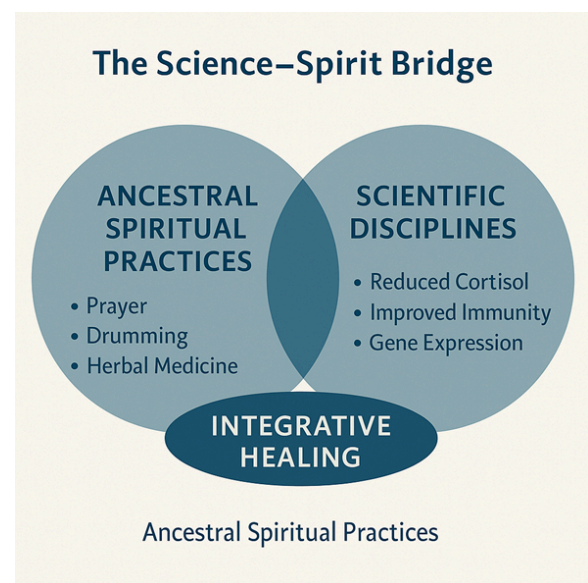 The Science–Spirit Bridge
ANCESTRAL
SPIRITUAL
PRACTICES
• Prayer
• Drumming
• Herbal Medicine
SCIENTIFIC
DISCIPLINES
• Reduced Cortisol
• Improved Immunity
• Gene Expression
INTEGRATIVE
HEALING
Ancestral Spiritual Practices